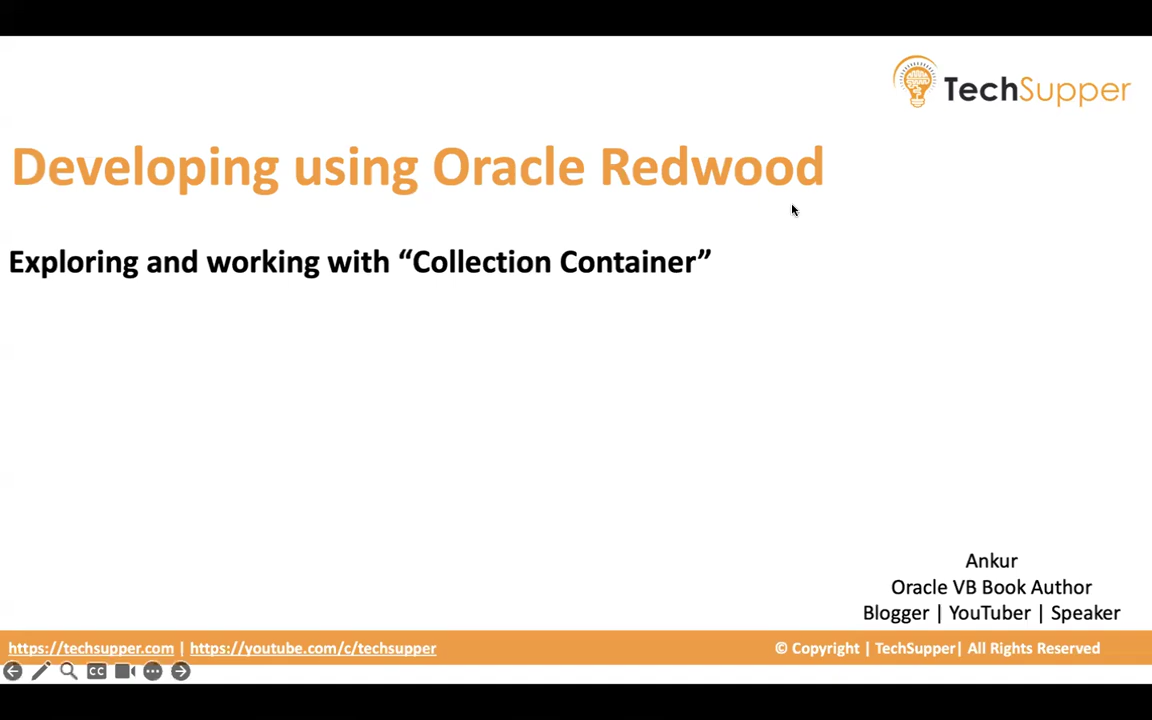 TechSupper
Developing using Oracle Redwood
Exploring and working with “Collection Container”
Ankur
Oracle VB Book Author
Blogger | YouTuber | Speaker
https://techsupper.com | https://youtube.com/c/techsupper
© Copyright | TechSupper| All Rights Reserved
CC